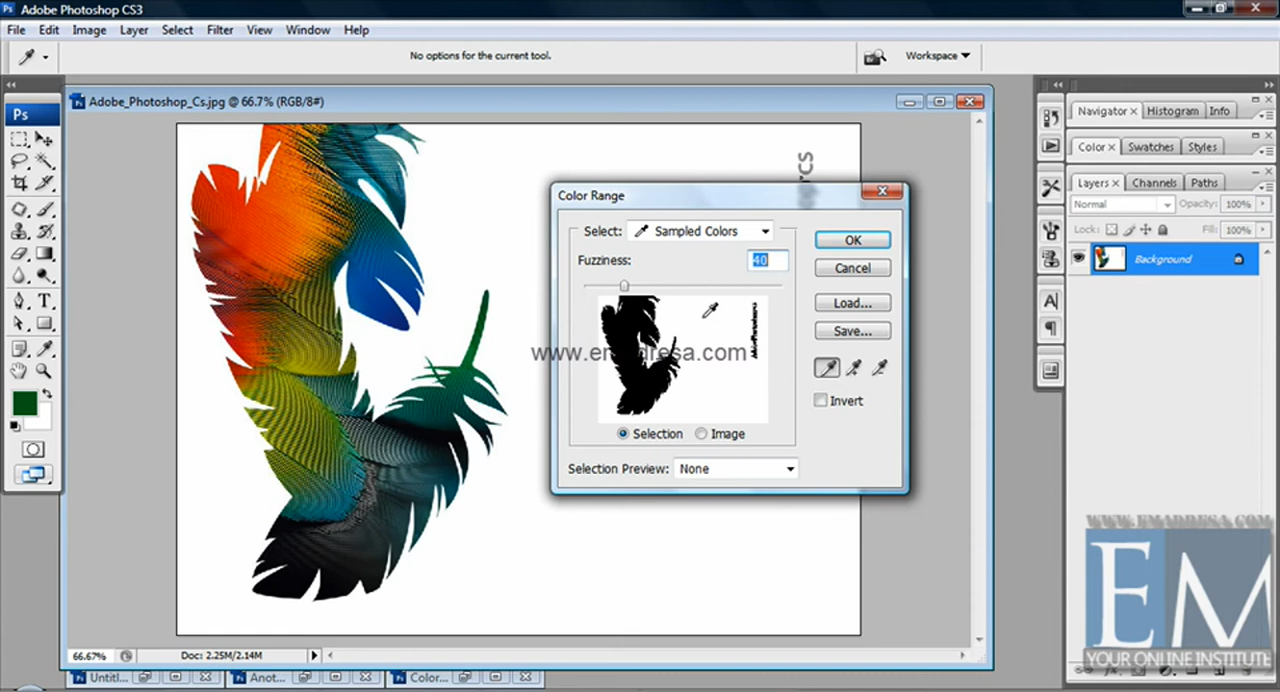 Adobe Photoshop CS3
File Edit Image Layer Select Filter View Window Help
No options for the current tool.
Workspace
Ps
Adobe_Photoshop_Cs.jpg @ 66.7% (RGB/8#)
Navigator × Histogram Info
Color × Swatches Styles
Layers × Channels Paths
Normal Opacity: 100%
Lock: Fill: 100%
Background
Color Range
Select: Sampled Colors
Fuzziness: 40
OK
Cancel
Load...
Save...
www.emaddresa.com
Invert
Selection Image
Selection Preview: None
66.67% Doc: 2.25M/2.14M
Untitl... Anot... Color...
WWW.EMADDRESA.COM
EM
YOUR ONLINE INSTITUTE